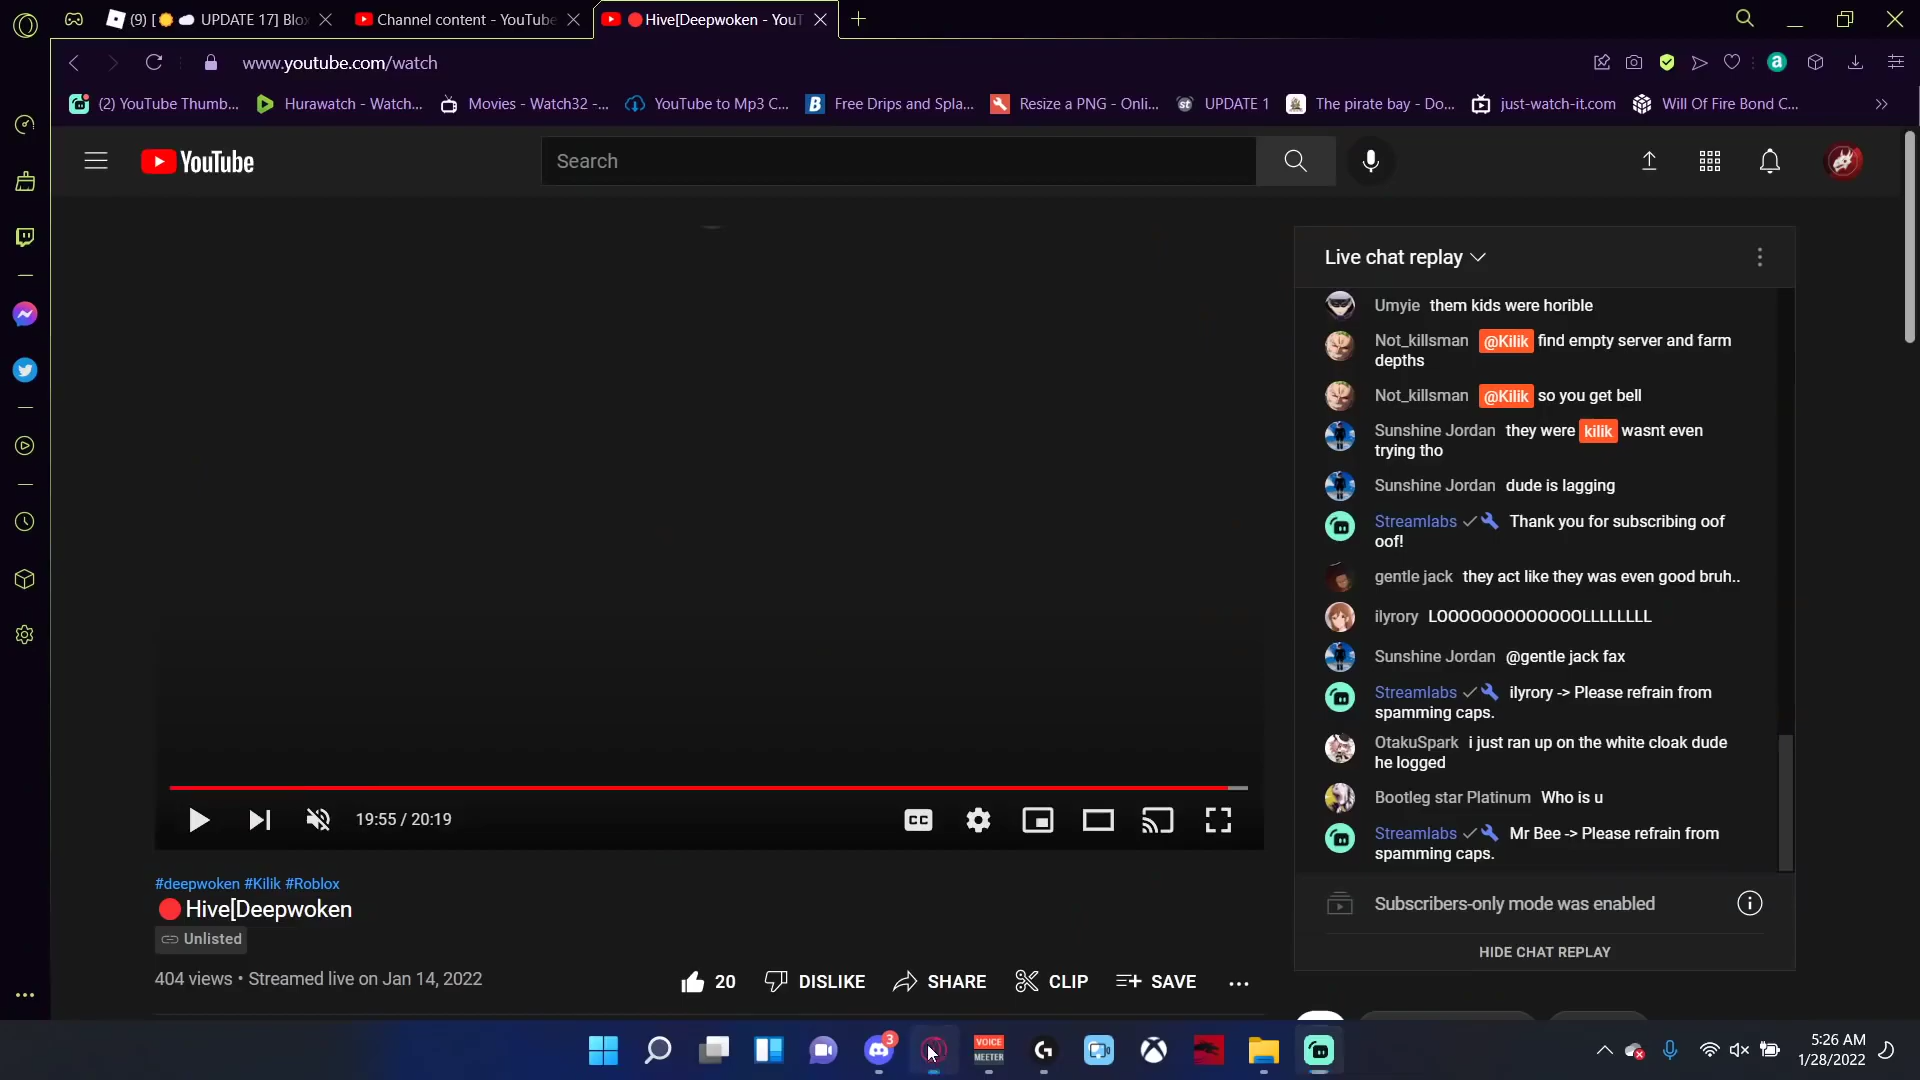 (9) [ UPDATE 17] Blox
Channel content - YouTube
Hive[Deepwoken - YouT
www.youtube.com/watch
a
(2) YouTube Thumb...
Hurawatch - Watch...
Movies - Watch32 -...
YouTube to Mp3 C...
Free Drips and Spla...
Resize a PNG - Onli...
UPDATE 1
The pirate bay - Do...
just-watch-it.com
Will Of Fire Bond C...
YouTube
Search
Live chat replay
Umyie them kids were horrible
Not_killsman @Kilik find empty server and farm
depths
Not_killsman @Kilik so you get bell
Sunshine Jordan they were kilik wasnt even
trying tho
Sunshine Jordan dude is lagging
Streamlabs Thank you for subscribing oof
oof!
gentle jack they act like they was even good bruh..
ilyrory LOOOOOOOOOOOOOLLLLLLLL
Sunshine Jordan @gentle jack fax
Streamlabs ilyrory -> Please refrain from
spamming caps.
OtakuSpark i just ran up on the white cloak dude
he logged
Bootleg star Platinum Who is u
Streamlabs Mr Bee -> Please refrain from
spamming caps.
Subscribers-only mode was enabled
HIDE CHAT REPLAY
19:55 / 20:19
CC
#deepwoken #Kilik #Roblox
Hive[Deepwoken
Unlisted
404 views • Streamed live on Jan 14, 2022
20
DISLIKE
SHARE
CLIP
SAVE
3
VOICE
MEETER
5:26 AM
1/28/2022